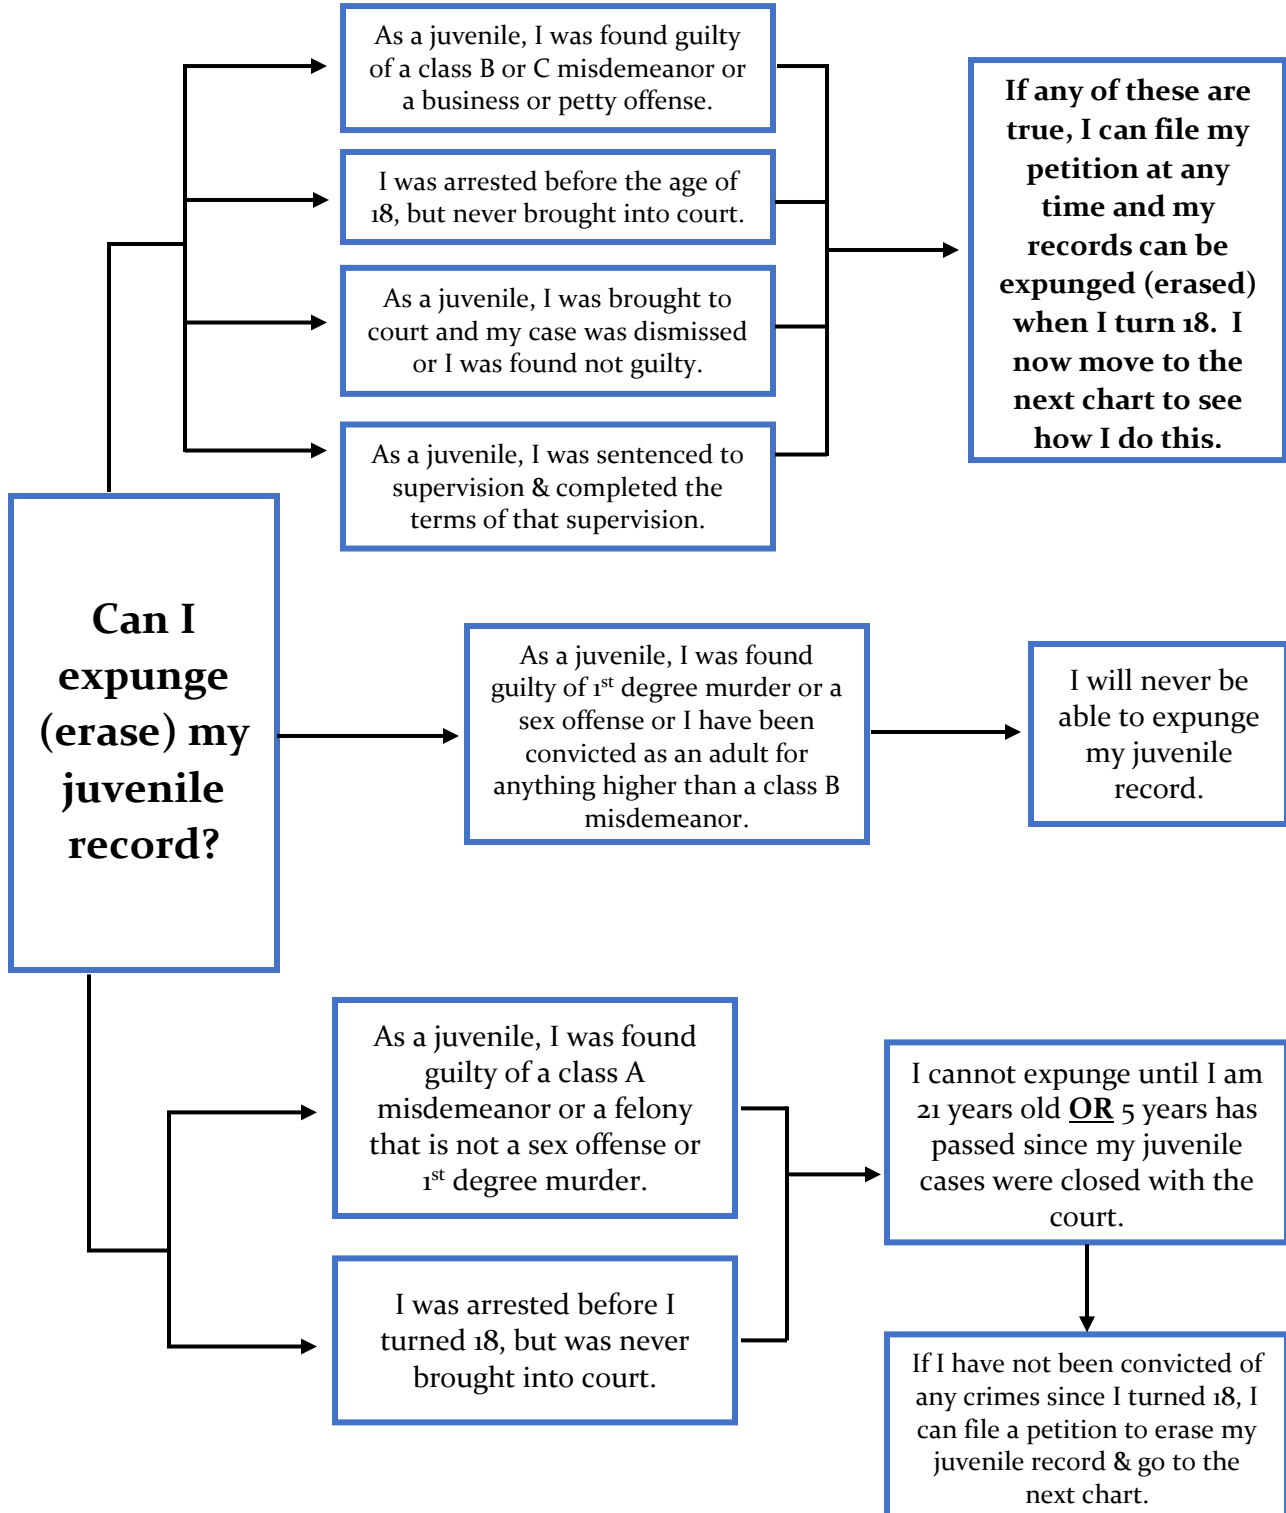 As a juvenile, I was found guilty
of a class B or C misdemeanor or
a business or petty offense.
I was arrested before the age of
18, but never brought into court.
As a juvenile, I was brought to
court and my case was dismissed
or I was found not guilty.
As a juvenile, I was sentenced to
supervision & completed the
terms of that supervision.
If any of these are
true, I can file my
petition at any
time and my
records can be
expunged (erased)
when I turn 18. I
now move to the
next chart to see
how I do this.
Can I
expunge
(erase) my
juvenile
record?
As a juvenile, I was found
guilty of 1st degree murder or a
sex offense or I have been
convicted as an adult for
anything higher than a class B
misdemeanor.
I will never be
able to expunge
my juvenile
record.
As a juvenile, I was found
guilty of a class A
misdemeanor or a felony
that is not a sex offense or
1st degree murder.
I was arrested before I
turned 18, but was never
brought into court.
I cannot expunge until I am
21 years old OR 5 years has
passed since my juvenile
cases were closed with the
court.
If I have not been convicted of
any crimes since I turned 18, I
can file a petition to erase my
juvenile record & go to the
next chart.